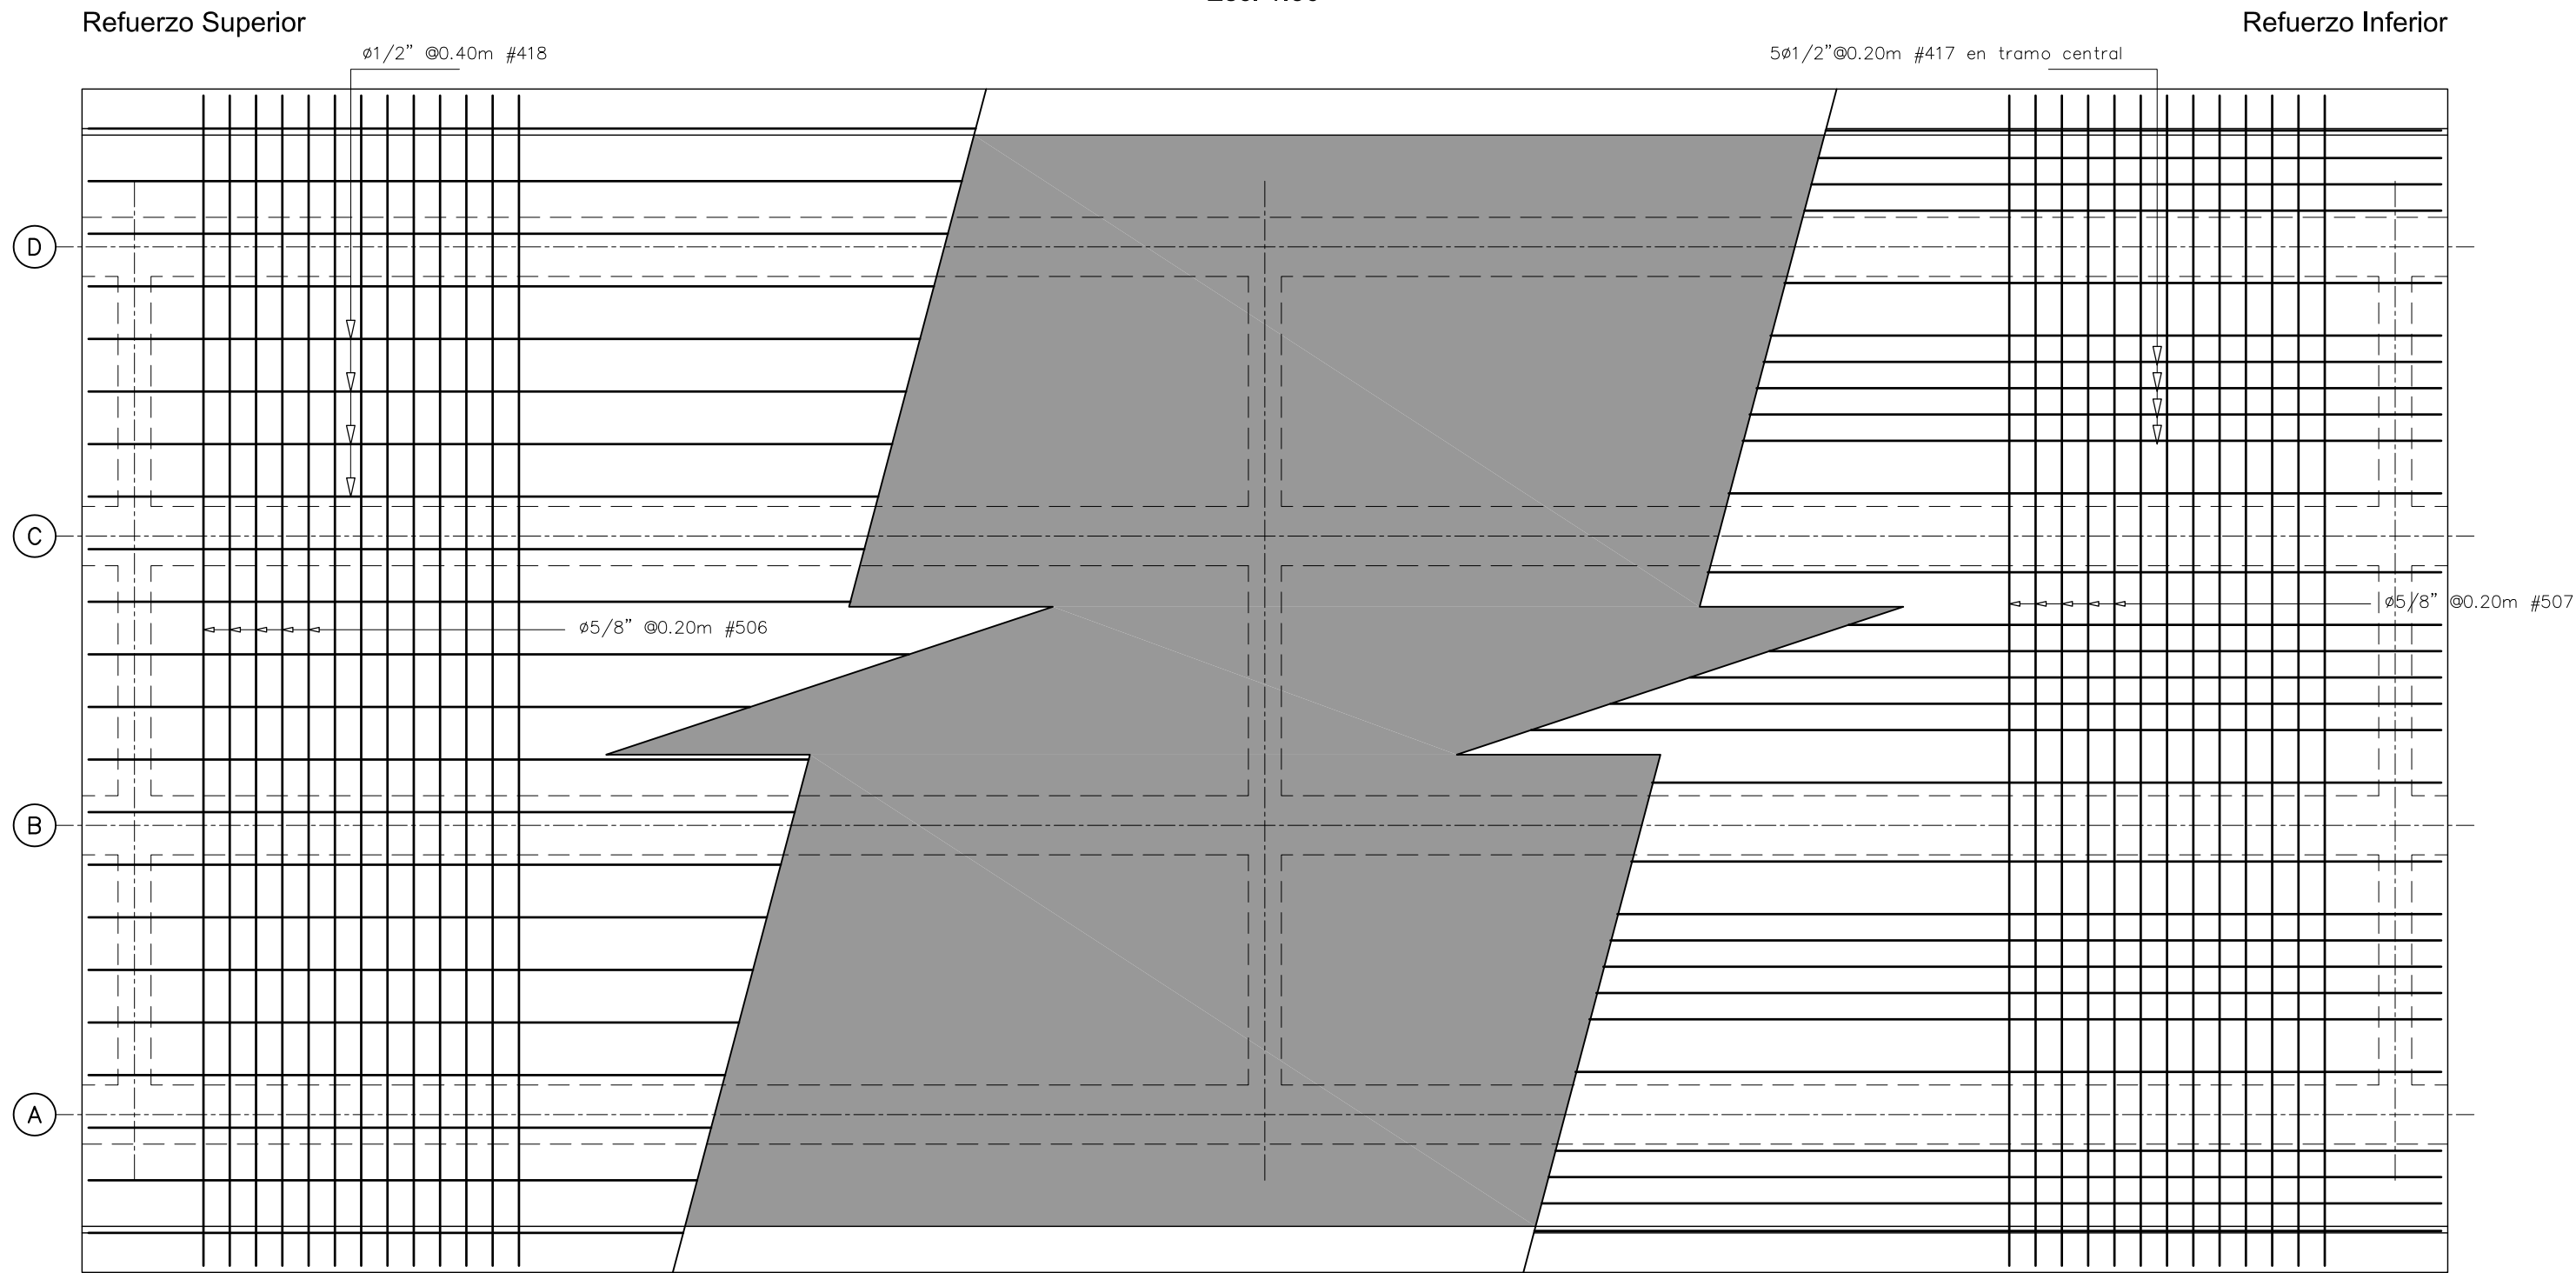 Refuerzo Superior
Refuerzo Inferior
ø1/2" @0.40m #418
5ø1/2"@0.20m #417 en tramo central
D
C
ø5/8" @0.20m #507
ø5/8" @0.20m #506
B
A